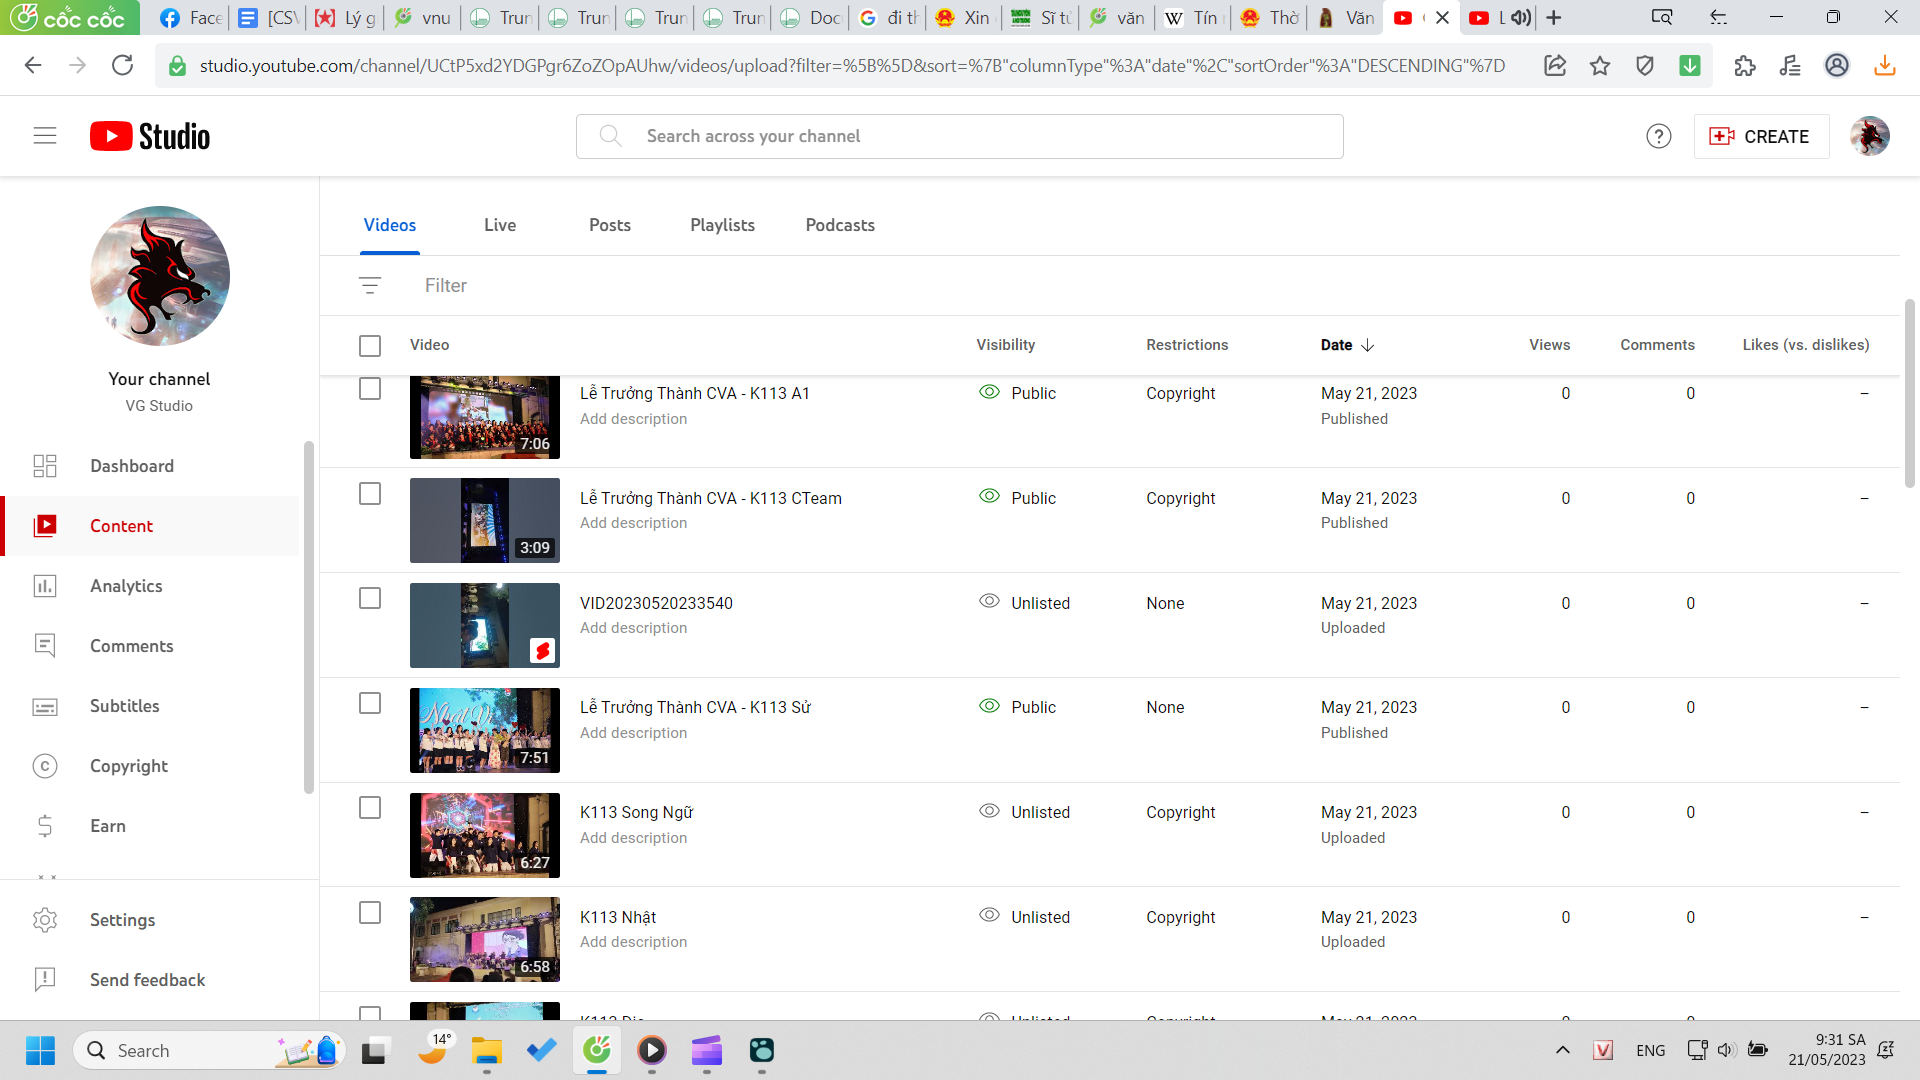 cốc cốc
Face
[CSV
Lý g
vnu
Trun
Trun
Trun
Trun
Doc
đi th
Xin
Sĩ tử
văn
Tín
Thờ
Văn
L
studio.youtube.com/channel/UCtP5xd2YDGPgr6ZoZOpAUhw/videos/upload?filter=%5B%5D&sort=%7B"columnType"%3A"date"%2C"sortOrder"%3A"DESCENDING"%7D
Studio
Search across your channel
CREATE
Your channel
VG Studio
Dashboard
Content
Analytics
Comments
Subtitles
Copyright
Earn
Settings
Send feedback
Videos Live Posts Playlists Podcasts
Filter
Video Visibility Restrictions Date Views Comments Likes (vs. dislikes)
7:06
Lễ Trưởng Thành CVA - K113 A1 Public Copyright May 21, 2023 0 0 –
Add description Published
3:09
Lễ Trưởng Thành CVA - K113 CTeam Public Copyright May 21, 2023 0 0 –
Add description Published
VID20230520233540 Unlisted None May 21, 2023 0 0 –
Add description Uploaded
Nhất Vi
7:51
Lễ Trưởng Thành CVA - K113 Sử Public None May 21, 2023 0 0 –
Add description Published
6:27
K113 Song Ngữ Unlisted Copyright May 21, 2023 0 0 –
Add description Uploaded
6:58
K113 Nhật Unlisted Copyright May 21, 2023 0 0 –
Add description Uploaded
Search
14°
ENG
9:31 SA
21/05/2023